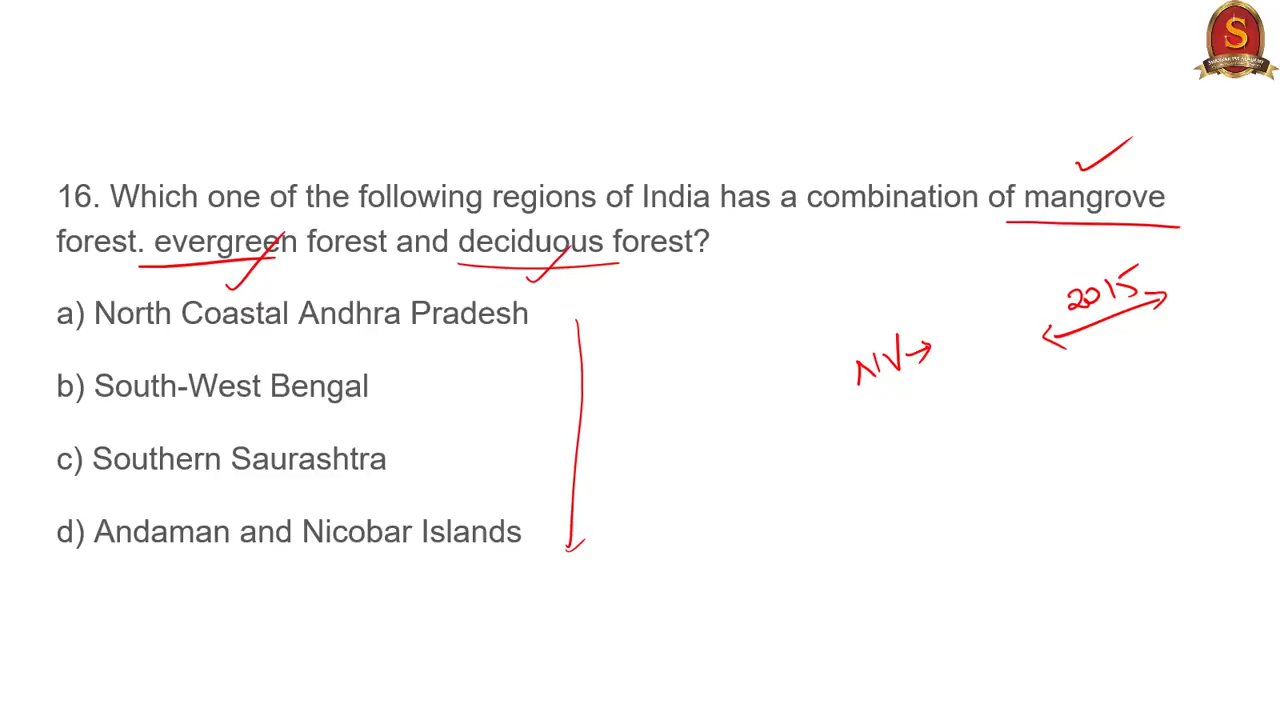 S
16. Which one of the following regions of India has a combination of mangrove
forest. evergreen forest and deciduous forest?
2015
a) North Coastal Andhra Pradesh
NV
b) South-West Bengal
c) Southern Saurashtra
d) Andaman and Nicobar Islands